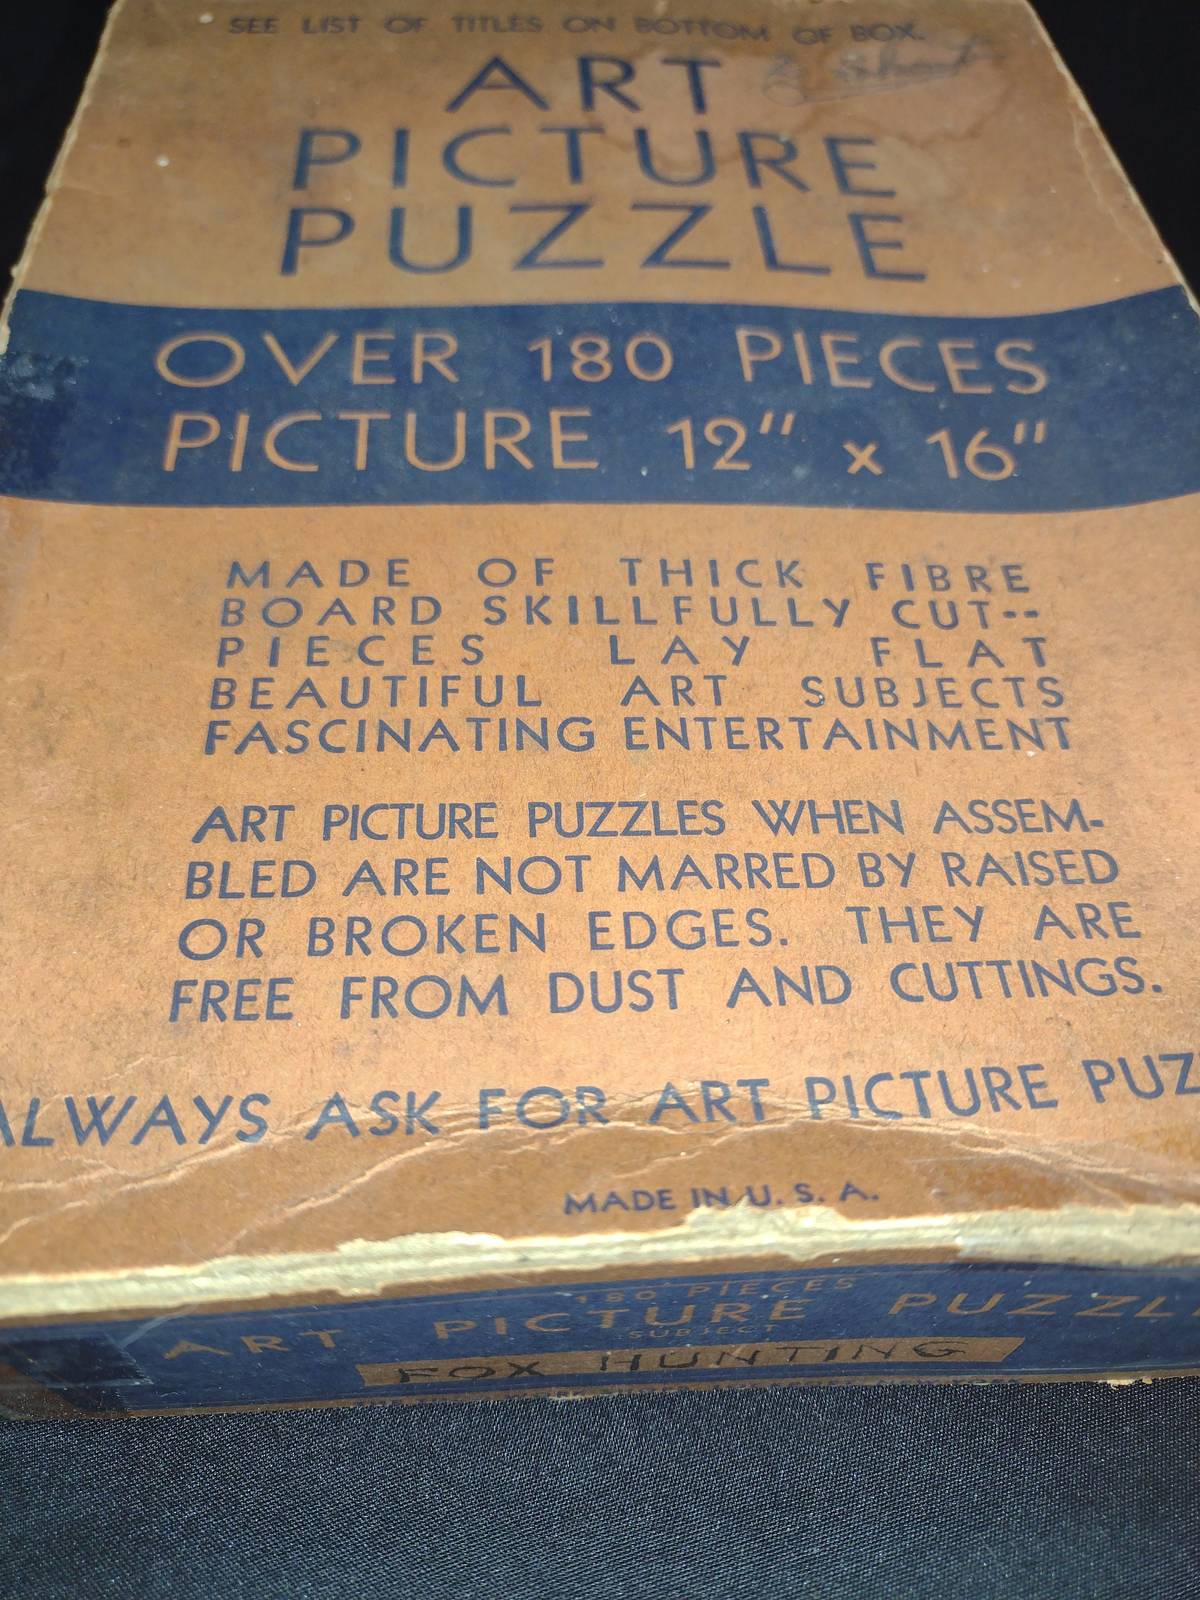 SEE LIST OF TITLES ON BOTTOM OF BOX.
ART
PICTURE
PUZZLE
OVER 180 PIECES
PICTURE 12" x 16"
MADE OF THICK FIBRE
BOARD SKILLFULLY CUT--
PIECES LAY FLAT
BEAUTIFUL ART SUBJECTS
FASCINATING ENTERTAINMENT
ART PICTURE PUZZLES WHEN ASSEM-
BLED ARE NOT MARRED BY RAISED
OR BROKEN EDGES. THEY ARE
FREE FROM DUST AND CUTTINGS.
ALWAYS ASK FOR ART PICTURE PUZ
MADE IN U. S. A.
180 PIECES
ART PICTURE PUZZL
SUBJECT
FOX HUNTING